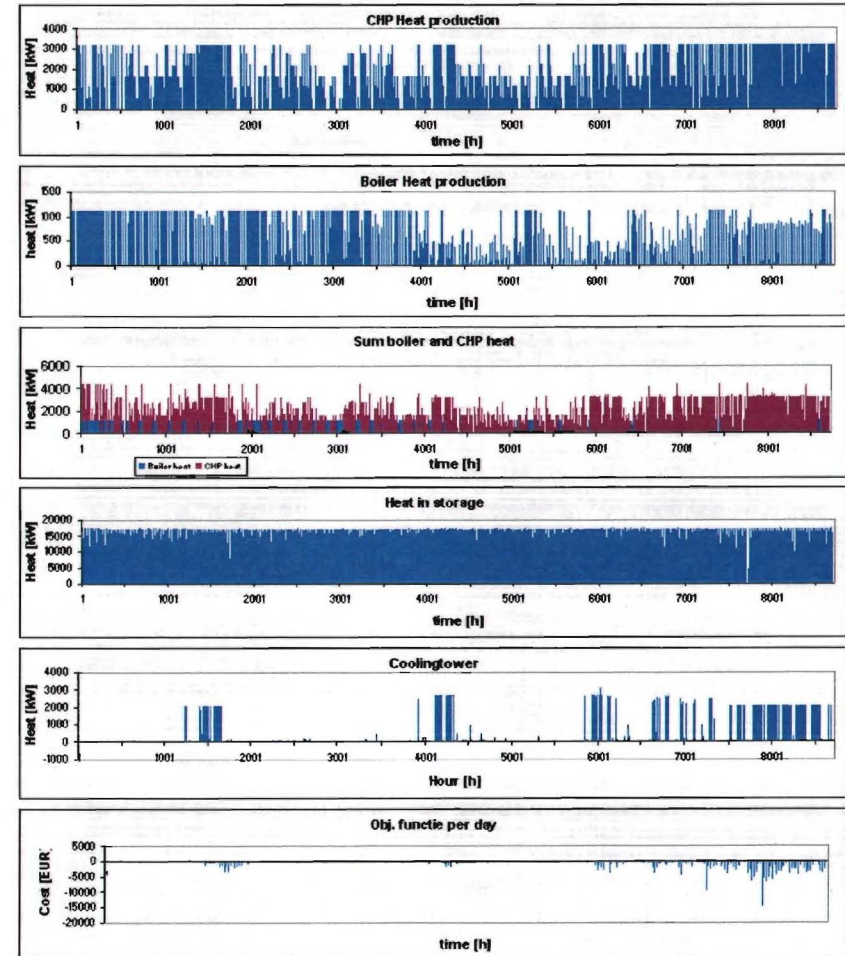 CHP Heat production
4000
3000
2000
1000
0
Heat [kW]
1 1001 2001 3001 4001 5001 6001 7001 8001
time [h]
Boiler Heat production
1000
500
0
heat [kW]
1 1001 2001 3001 4001 5001 6001 7001 8001
time [h]
Sum boiler and CHP heat
6000
4000
2000
0
Heat [kW]
1 1001 2001 3001 4001 5001 6001 7001 8001
Boiler heat CHP heat
time [h]
Heat in storage
20000
15000
10000
5000
0
Heat [kW]
1 1001 2001 3001 4001 5001 6001 7001 8001
time [h]
Coolingtower
4000
3000
2000
1000
0
-1000
Heat [kW]
1 1001 2001 3001 4001 5001 6001 7001 8001
Hour [h]
Obj. functie per day
5000
0
-5000
-10000
-15000
-20000
Cost [EUR]
time [h]